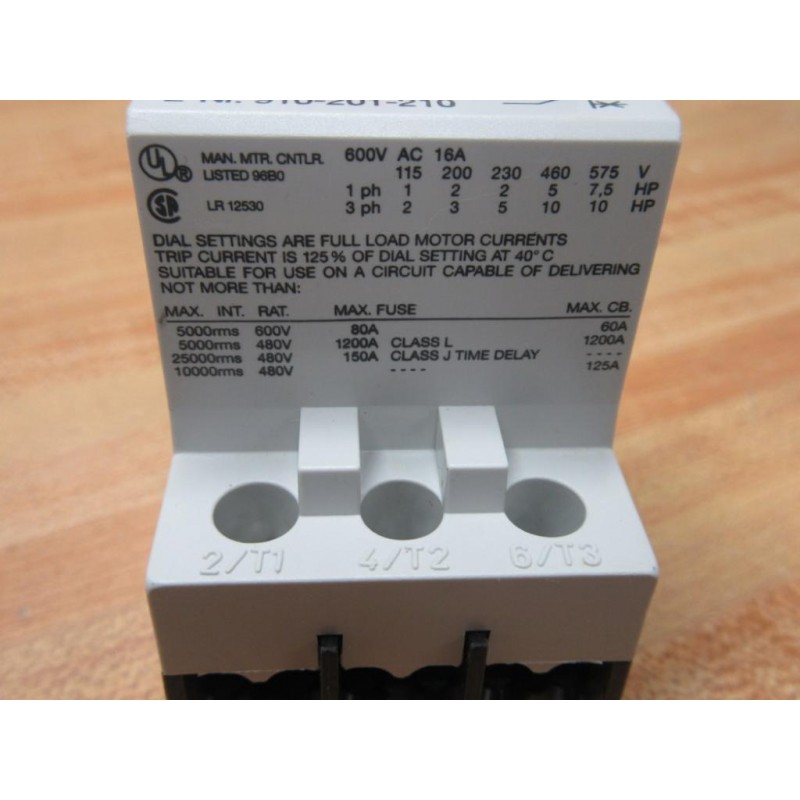 UL ®
MAN. MTR. CNTLR. 600V AC 16A
LISTED 96B0 115 200 230 460 575 V
1 ph 1 2 2 5 7,5 HP
LR 12530 3 ph 2 3 5 10 10 HP
DIAL SETTINGS ARE FULL LOAD MOTOR CURRENTS
TRIP CURRENT IS 125% OF DIAL SETTING AT 40°C
SUITABLE FOR USE ON A CIRCUIT CAPABLE OF DELIVERING
NOT MORE THAN:
MAX. INT. RAT. MAX. FUSE MAX. CB.
5000rms 600V 80A 60A
5000rms 480V 1200A CLASS L 1200A
25000rms 480V 150A CLASS J TIME DELAY ----
10000rms 480V ---- 125A
2/T1 4/T2 6/T3